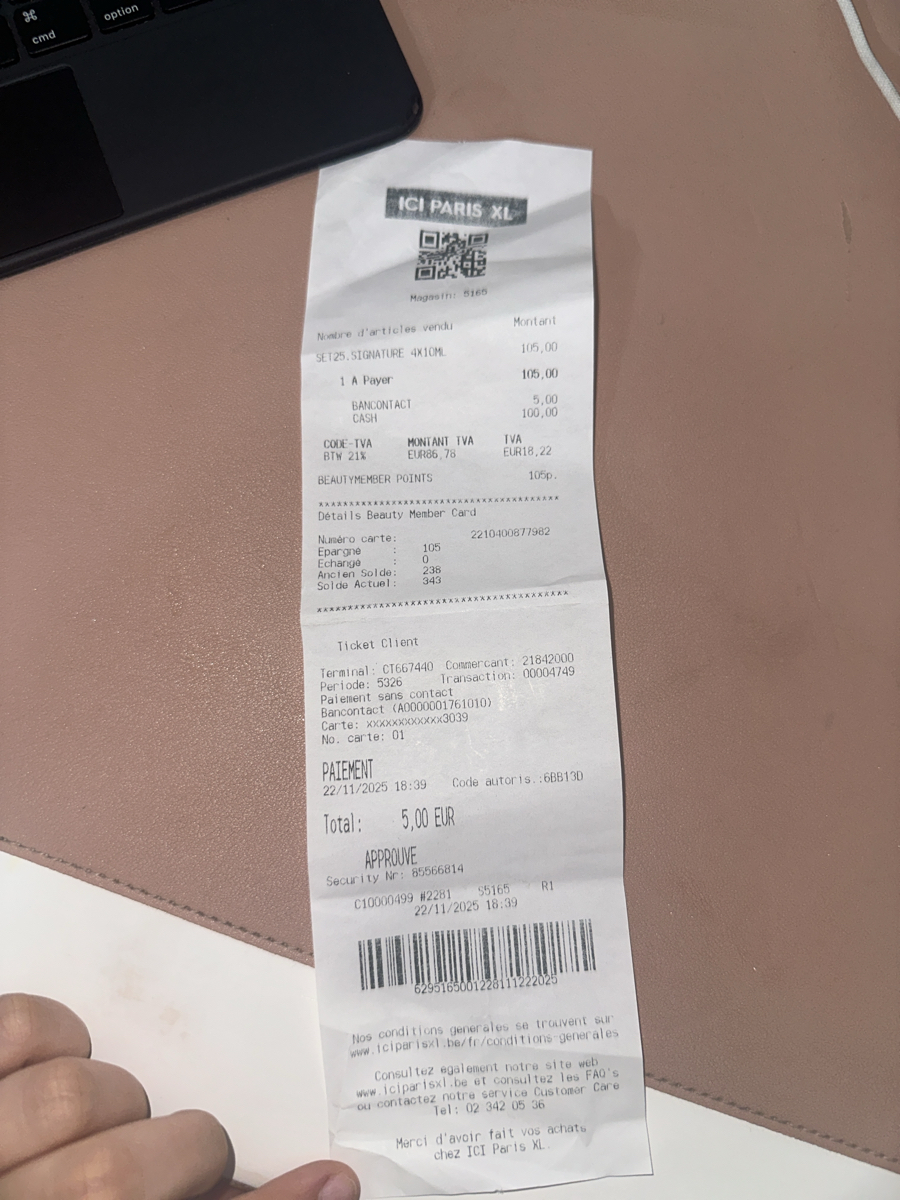 ⌘
cmd
option
ICI PARIS XL
Magasin: 5165
Nombre d'articles vendu Montant
SET25.SIGNATURE 4X10ML 105,00
1 A Payer 105,00
BANCONTACT 5,00
CASH 100,00
CODE-TVA MONTANT TVA TVA
BTW 21% EUR86,78 EUR18,22
BEAUTYMEMBER POINTS 105p.
***************************************
Détails Beauty Member Card
Numéro carte: 2210400877982
Epargne : 105
Echange : 0
Ancien Solde: 238
Solde Actuel: 343
***************************************
Ticket Client
Terminal: CT667440 Commercant: 21842000
Periode: 5326 Transaction: 00004749
Paiement sans contact
Bancontact (A0000001761010)
Carte: xxxxxxxxxxxxx3039
No. carte: 01
PAIEMENT
22/11/2025 18:39 Code autoris.:6BB13D
Total: 5,00 EUR
APPROUVE
Security Nr: 85566814
C10000499 #2281 S5165 R1
22/11/2025 18:39
6295165001228111222025
Nos conditions generales se trouvent sur
www.iciparisxl.be/fr/conditions-generales
Consultez egalement notre site web
www.iciparisxl.be et consultez les FAQ's
ou contactez notre service Customer Care
Tel: 02 342 05 36
Merci d'avoir fait vos achats
chez ICI Paris XL.